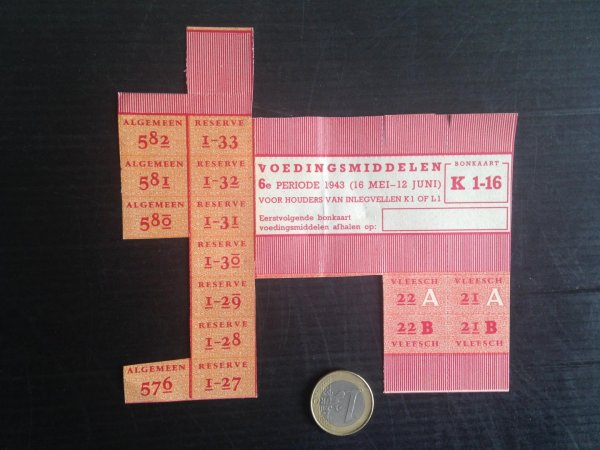 ALGEMEEN
582
RESERVE
1-33
ALGEMEEN
581
RESERVE
1-32
ALGEMEEN
580
RESERVE
1-31
RESERVE
1-30
RESERVE
1-29
RESERVE
1-28
ALGEMEEN
576
RESERVE
1-27
VOEDINGSMIDDELEN
6e PERIODE 1943 (16 MEI–12 JUNI)
VOOR HOUDERS VAN INLEGVELLEN K1 OF L1
Eerstvolgende bonkaart
voedingsmiddelen afhalen op:
BONKAART
K 1-16
VLEESCH
22 A
VLEESCH
21 A
22 B
VLEESCH
21 B
VLEESCH
1